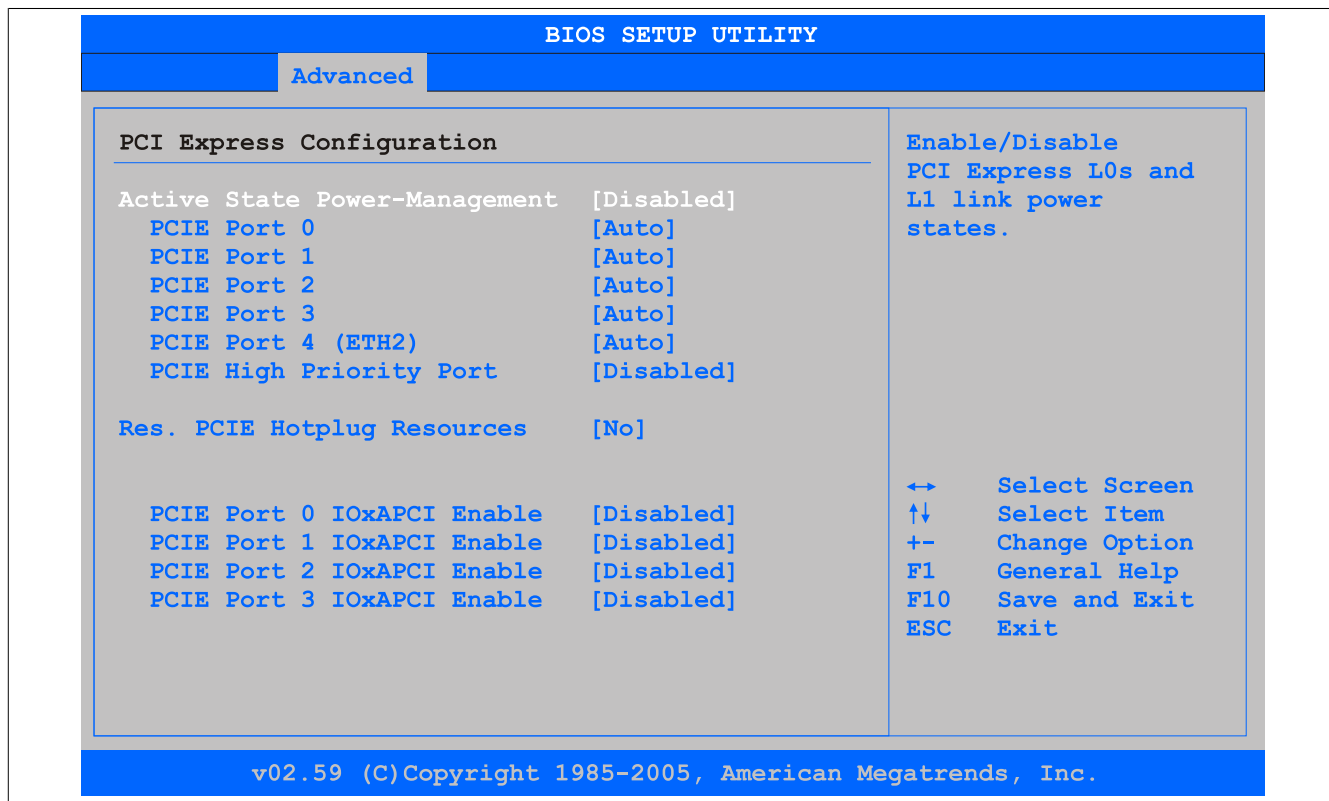 BIOS SETUP UTILITY
Advanced
PCI Express Configuration
Active State Power-Management [Disabled]
PCIE Port 0 [Auto]
PCIE Port 1 [Auto]
PCIE Port 2 [Auto]
PCIE Port 3 [Auto]
PCIE Port 4 (ETH2) [Auto]
PCIE High Priority Port [Disabled]
Res. PCIE Hotplug Resources [No]
PCIE Port 0 IOxAPCI Enable [Disabled]
PCIE Port 1 IOxAPCI Enable [Disabled]
PCIE Port 2 IOxAPCI Enable [Disabled]
PCIE Port 3 IOxAPCI Enable [Disabled]
Enable/Disable
PCI Express L0s and
L1 link power
states.
↔ Select Screen
↑↓ Select Item
+- Change Option
F1 General Help
F10 Save and Exit
ESC Exit
v02.59 (C)Copyright 1985-2005, American Megatrends, Inc.